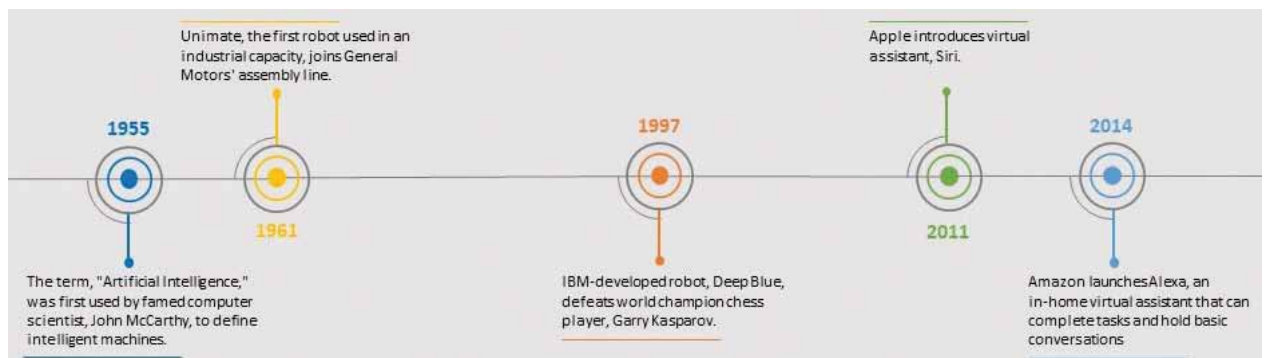 Unimate, the first robot used in an
industrial capacity, joins General
Motors' assembly line.
Apple introduces virtual
assistant, Siri.
1955
1997
2014
1961
2011
The term, "Artificial Intelligence,"
was first used by famed computer
scientist, John McCarthy, to define
intelligent machines.
IBM-developed robot, Deep Blue,
defeats world champion chess
player, Garry Kasparov.
Amazon launches Alexa, an
in-home virtual assistant that can
complete tasks and hold basic
conversations